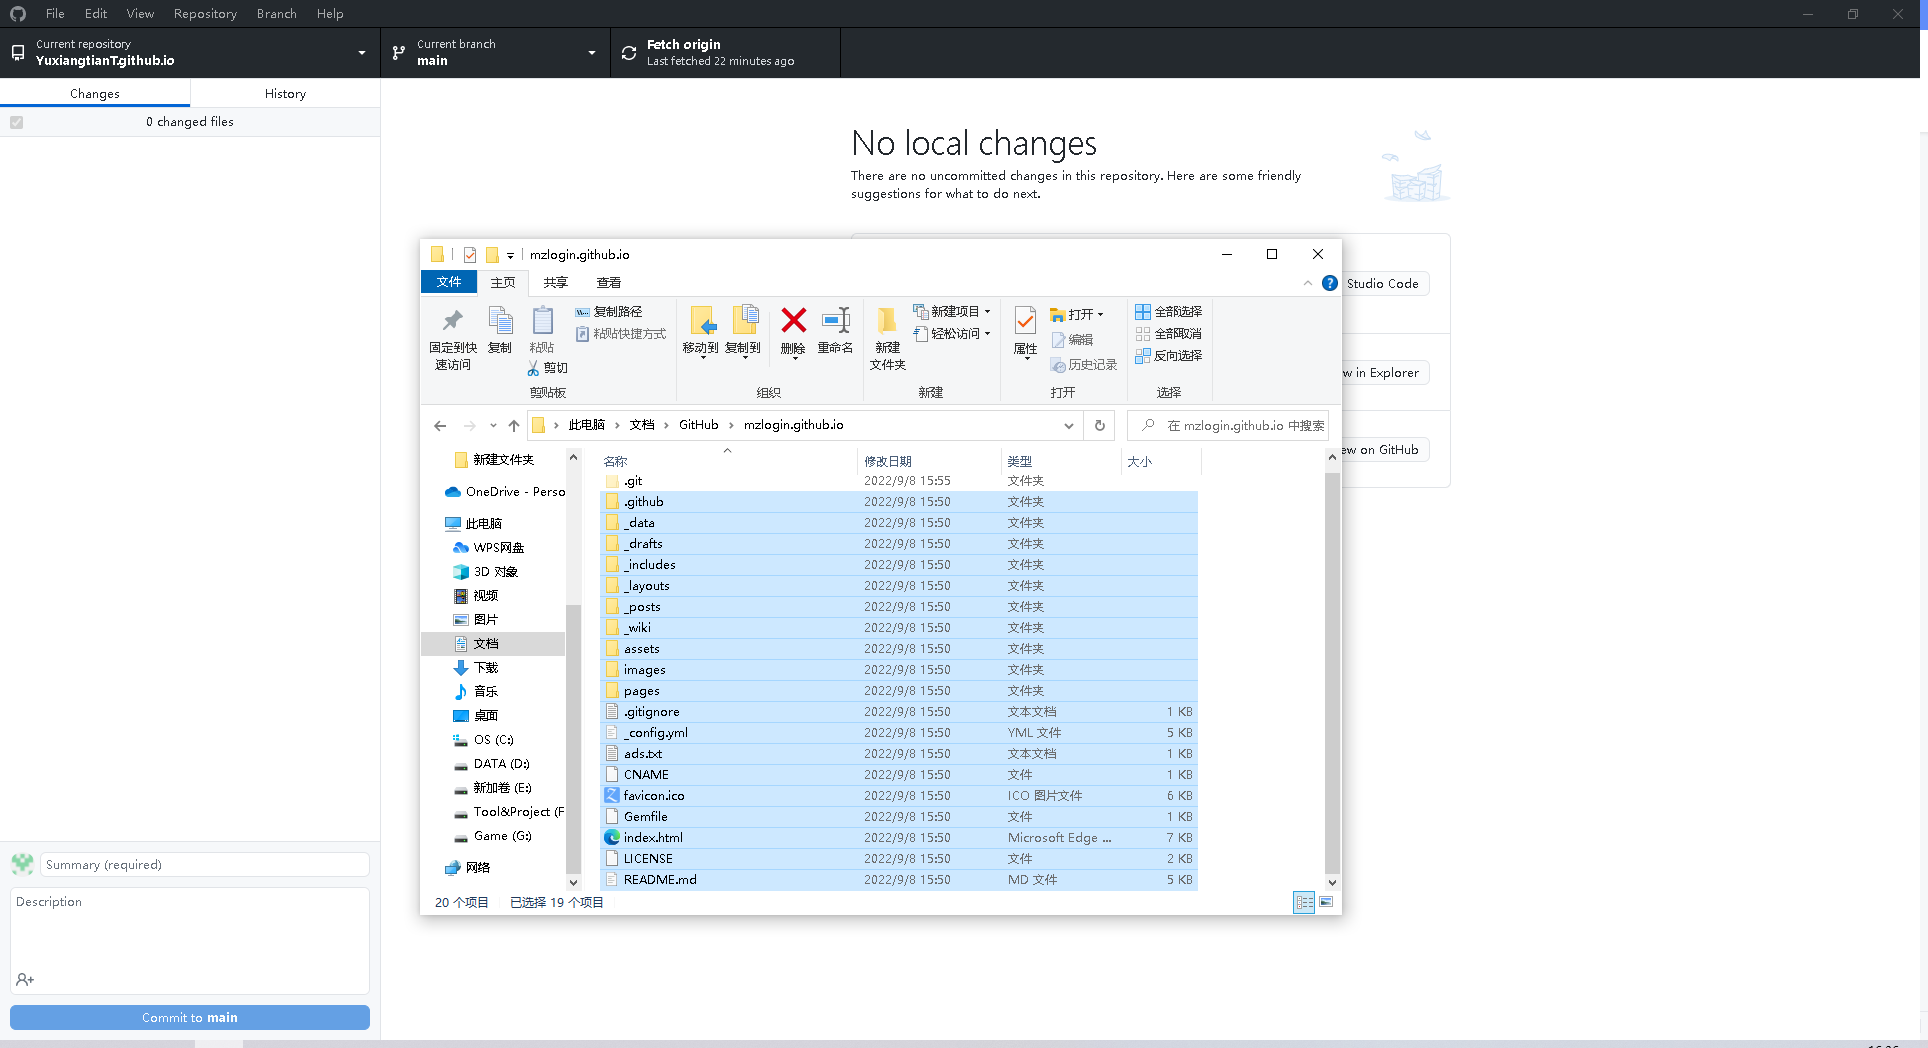 File Edit View Repository Branch Help
Current repository
YuxiangtianT.github.io
Current branch
main
Fetch origin
Last fetched 22 minutes ago
Changes History
0 changed files
No local changes
There are no uncommitted changes in this repository. Here are some friendly
suggestions for what to do next.
Studio Code
w in Explorer
ew on GitHub
mzlogin.github.io
文件 主页 共享 查看
固定到快
速访问
复制
粘贴
复制路径
粘贴快捷方式
剪切
剪贴板
移动到 复制到 删除 重命名
组织
新建
文件夹
新建项目
轻松访问
新建
属性
打开
编辑
历史记录
打开
全部选择
全部取消
反向选择
选择
此电脑 文档 GitHub mzlogin.github.io
在 mzlogin.github.io 中搜索
新建文件夹
OneDrive - Perso
此电脑
WPS网盘
3D 对象
视频
图片
文档
下载
音乐
桌面
OS (C:)
DATA (D:)
新加卷 (E:)
Tool&Project (F
Game (G:)
网络
名称 修改日期 类型 大小
.git 2022/9/8 15:55 文件夹
.github 2022/9/8 15:50 文件夹
_data 2022/9/8 15:50 文件夹
_drafts 2022/9/8 15:50 文件夹
_includes 2022/9/8 15:50 文件夹
_layouts 2022/9/8 15:50 文件夹
_posts 2022/9/8 15:50 文件夹
_wiki 2022/9/8 15:50 文件夹
assets 2022/9/8 15:50 文件夹
images 2022/9/8 15:50 文件夹
pages 2022/9/8 15:50 文件夹
.gitignore 2022/9/8 15:50 文本文档 1 KB
_config.yml 2022/9/8 15:50 YML 文件 5 KB
ads.txt 2022/9/8 15:50 文本文档 1 KB
CNAME 2022/9/8 15:50 文件 1 KB
favicon.ico 2022/9/8 15:50 ICO 图片文件 6 KB
Gemfile 2022/9/8 15:50 文件 1 KB
index.html 2022/9/8 15:50 Microsoft Edge ... 7 KB
LICENSE 2022/9/8 15:50 文件 2 KB
README.md 2022/9/8 15:50 MD 文件 5 KB
20 个项目 已选择 19 个项目
Summary (required)
Description
Commit to main